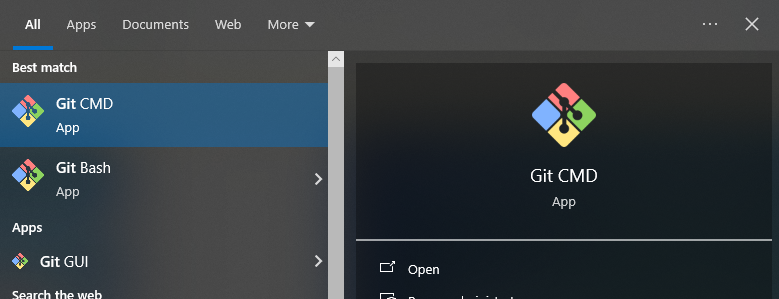 All Apps Documents Web More
Best match
Git CMD
App
Git Bash
App
Apps
Git GUI
Search the web
Git CMD
App
Open